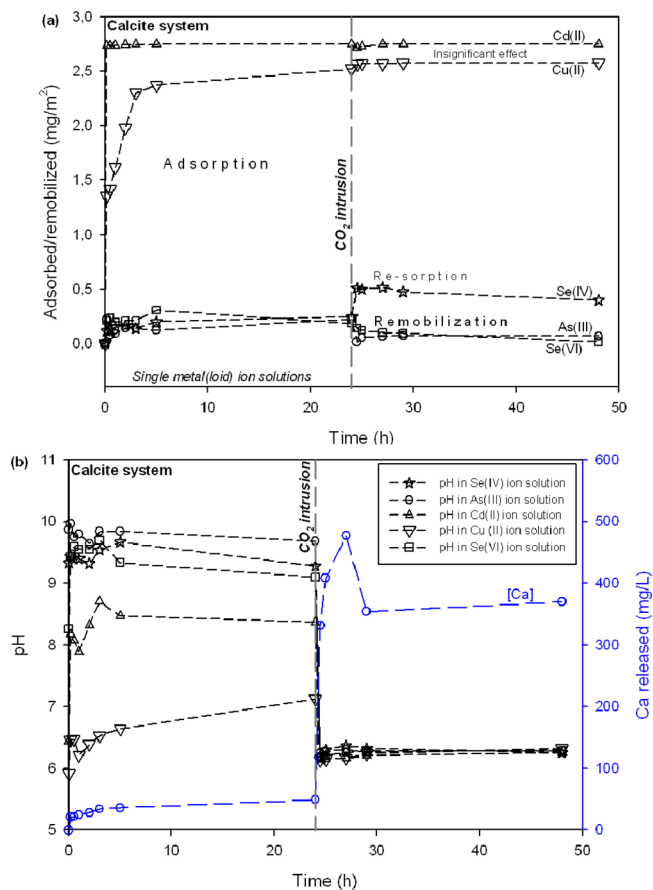 (a)
Calcite system
3.0
2.5
2.0
1.5
1.0
0.5
0.0
Adsorbed/remobilized (mg/m²)
Cd(II)
Insignificant effect
Cu(II)
Adsorption
CO₂ intrusion
Re-sorption
Se(IV)
Remobilization
As(III)
Se(VI)
Single metal(loid) ion solutions
0 10 20 30 40 50
Time (h)
(b)
Calcite system
11
10
9
8
7
6
5
pH
CO₂ intrusion
pH in Se(IV) ion solution
pH in As(III) ion solution
pH in Cd(II) ion solution
pH in Cu (II) ion solution
pH in Se(VI) ion solution
[Ca]
600
500
400
300
200
100
0
Ca released (mg/L)
0 10 20 30 40 50
Time (h)